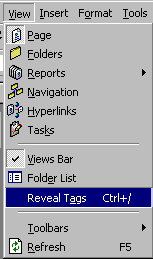 View Insert Format Tools
Page
Folders
Reports
Navigation
Hyperlinks
Tasks
Views Bar
Folder List
Reveal Tags Ctrl+/
Toolbars
Refresh F5